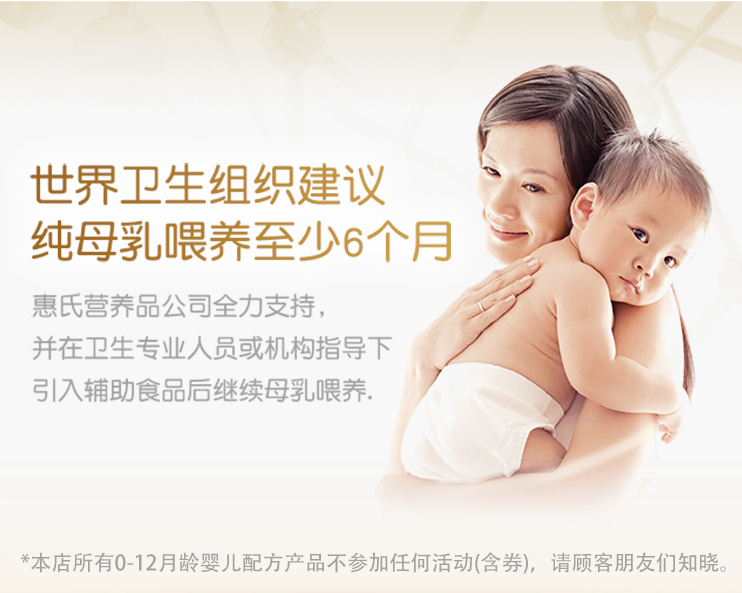 世界卫生组织建议
纯母乳喂养至少6个月
惠氏营养品公司全力支持，
并在卫生专业人员或机构指导下
引入辅助食品后继续母乳喂养.
*本店所有0-12月龄婴儿配方产品不参加任何活动(含券)，请顾客朋友们知晓。